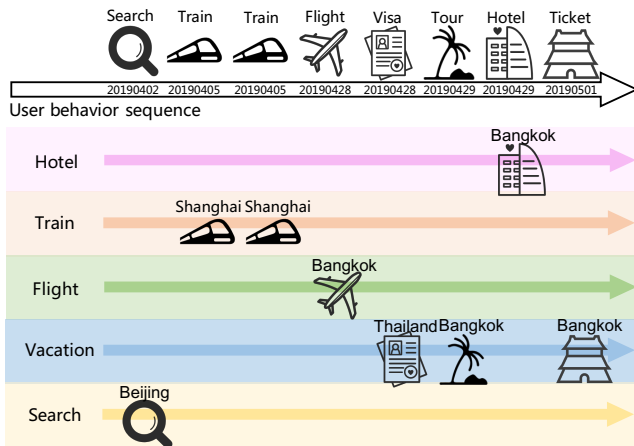 Search Train Train Flight Visa Tour Hotel Ticket
20190402 20190405 20190405 20190428 20190428 20190429 20190429 20190501
User behavior sequence
Bangkok
Hotel
Shanghai Shanghai
Train
Bangkok
Flight
Thailand Bangkok Bangkok
Vacation
Beijing
Search